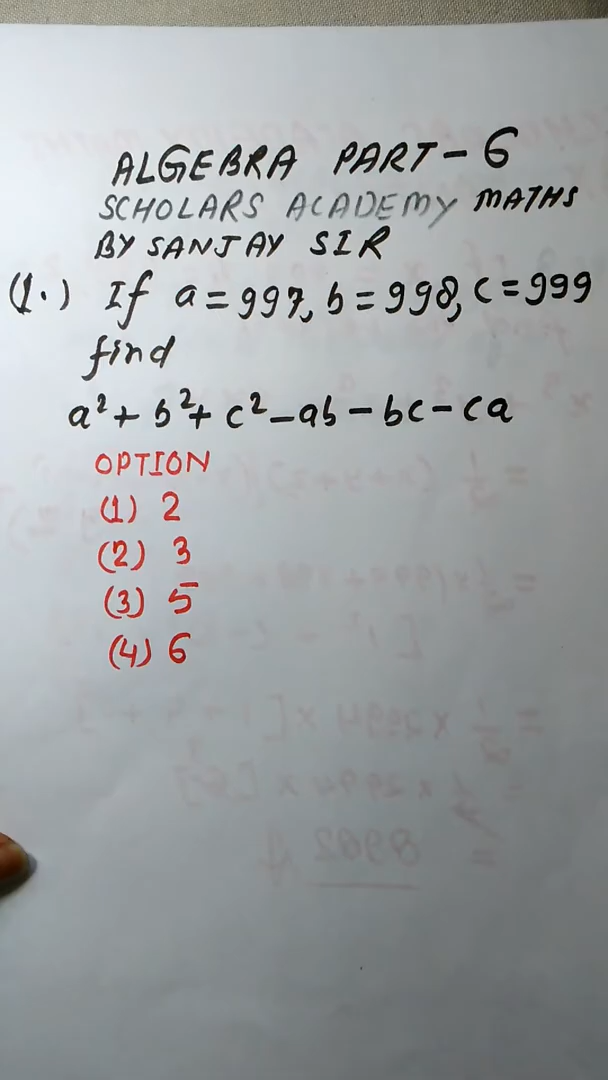 ALGEBRA PART-6
SCHOLARS ACADEMY MATHS
BY SANJAY SIR
(1.) If a=997, b=998, c=999
find
a²+b²+c²-ab-bc-ca
OPTION
(1) 2
(2) 3
(3) 5
(4) 6